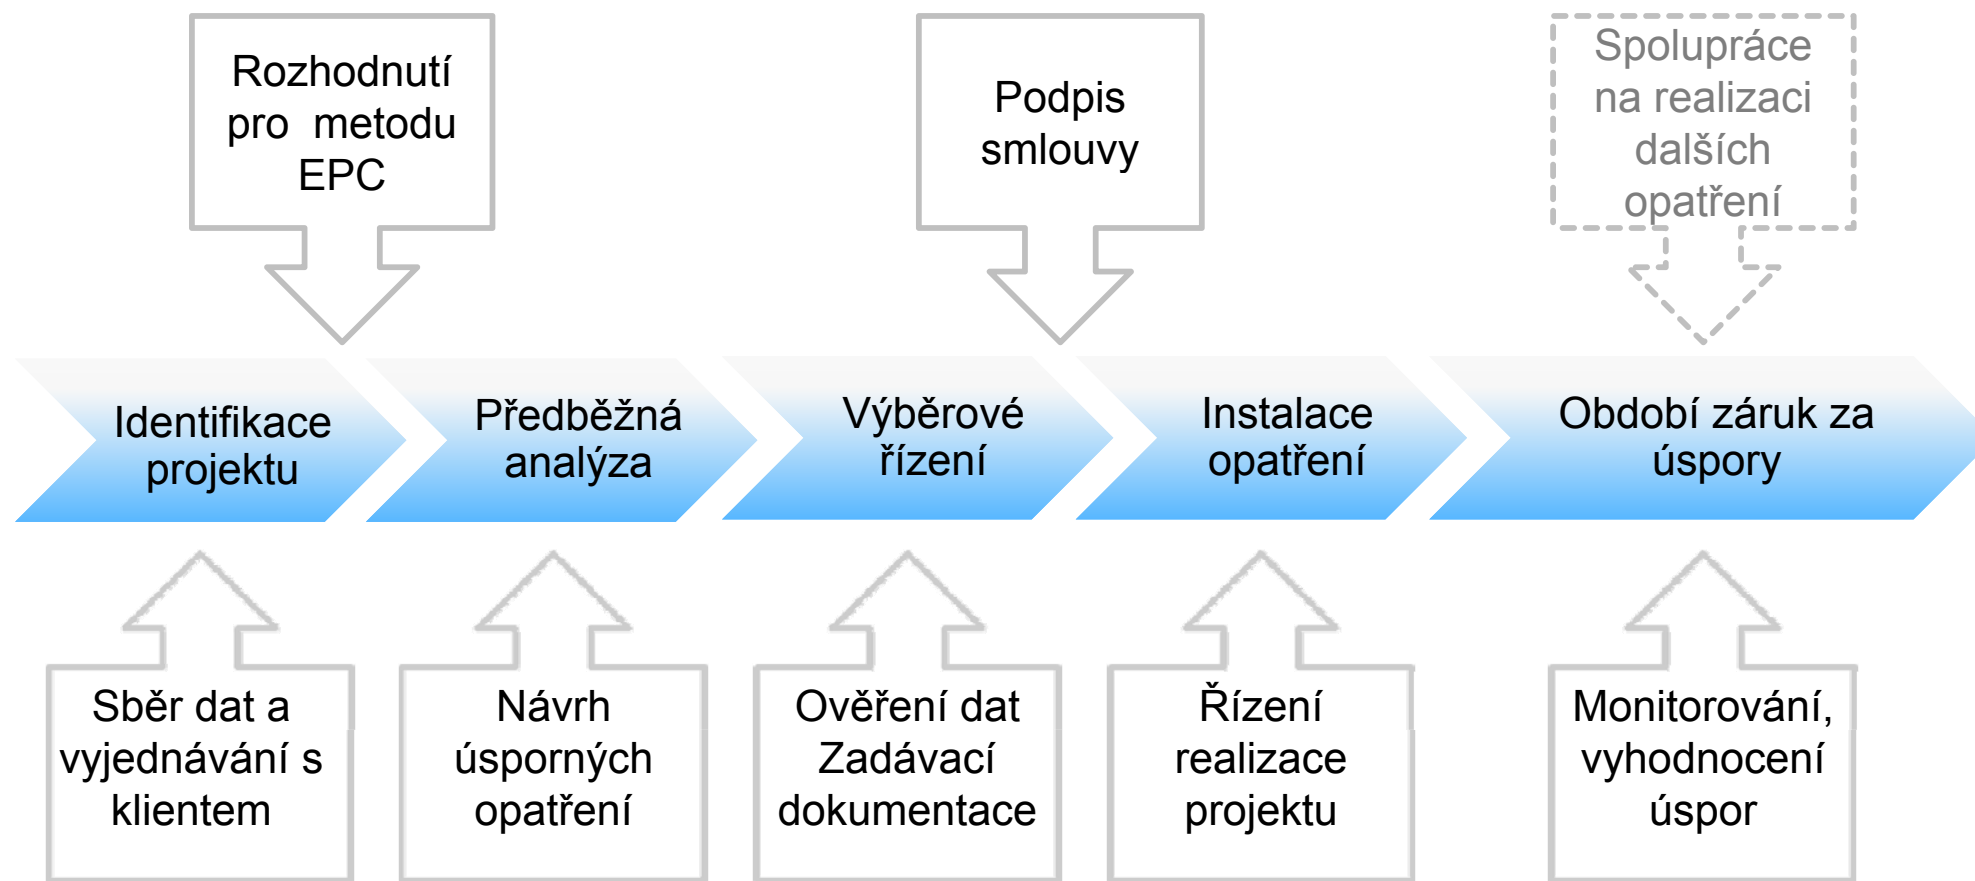 Rozhodnutí
pro metodu
EPC
Podpis
smlouvy
Spolupráce
na realizaci
dalších
opatření
Identifikace
projektu
Předběžná
analýza
Výběrové
řízení
Instalace
opatření
Období záruk za
úspory
Sběr dat a
vyjednávání s
klientem
Návrh
úsporných
opatření
Ověření dat
Zadávací
dokumentace
Řízení
realizace
projektu
Monitorování,
vyhodnocení
úspor